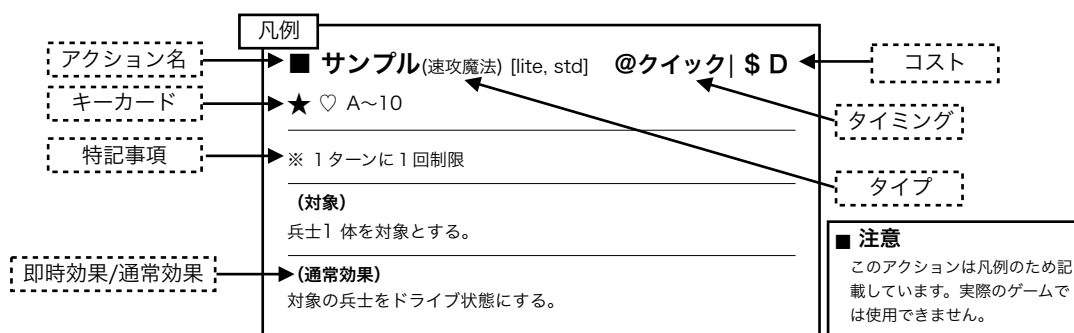 凡例
アクション名
■ サンプル(速攻魔法) [lite, std] @クイック| $ D
コスト
キーカード
★ ♡ A〜10
タイミング
特記事項
※ 1ターンに1回制限
タイプ
(対象)
兵士1 体を対象とする。
即時効果/通常効果
(通常効果)
対象の兵士をドライブ状態にする。
■ 注意
このアクションは凡例のため記
載しています。実際のゲームで
は使用できません。